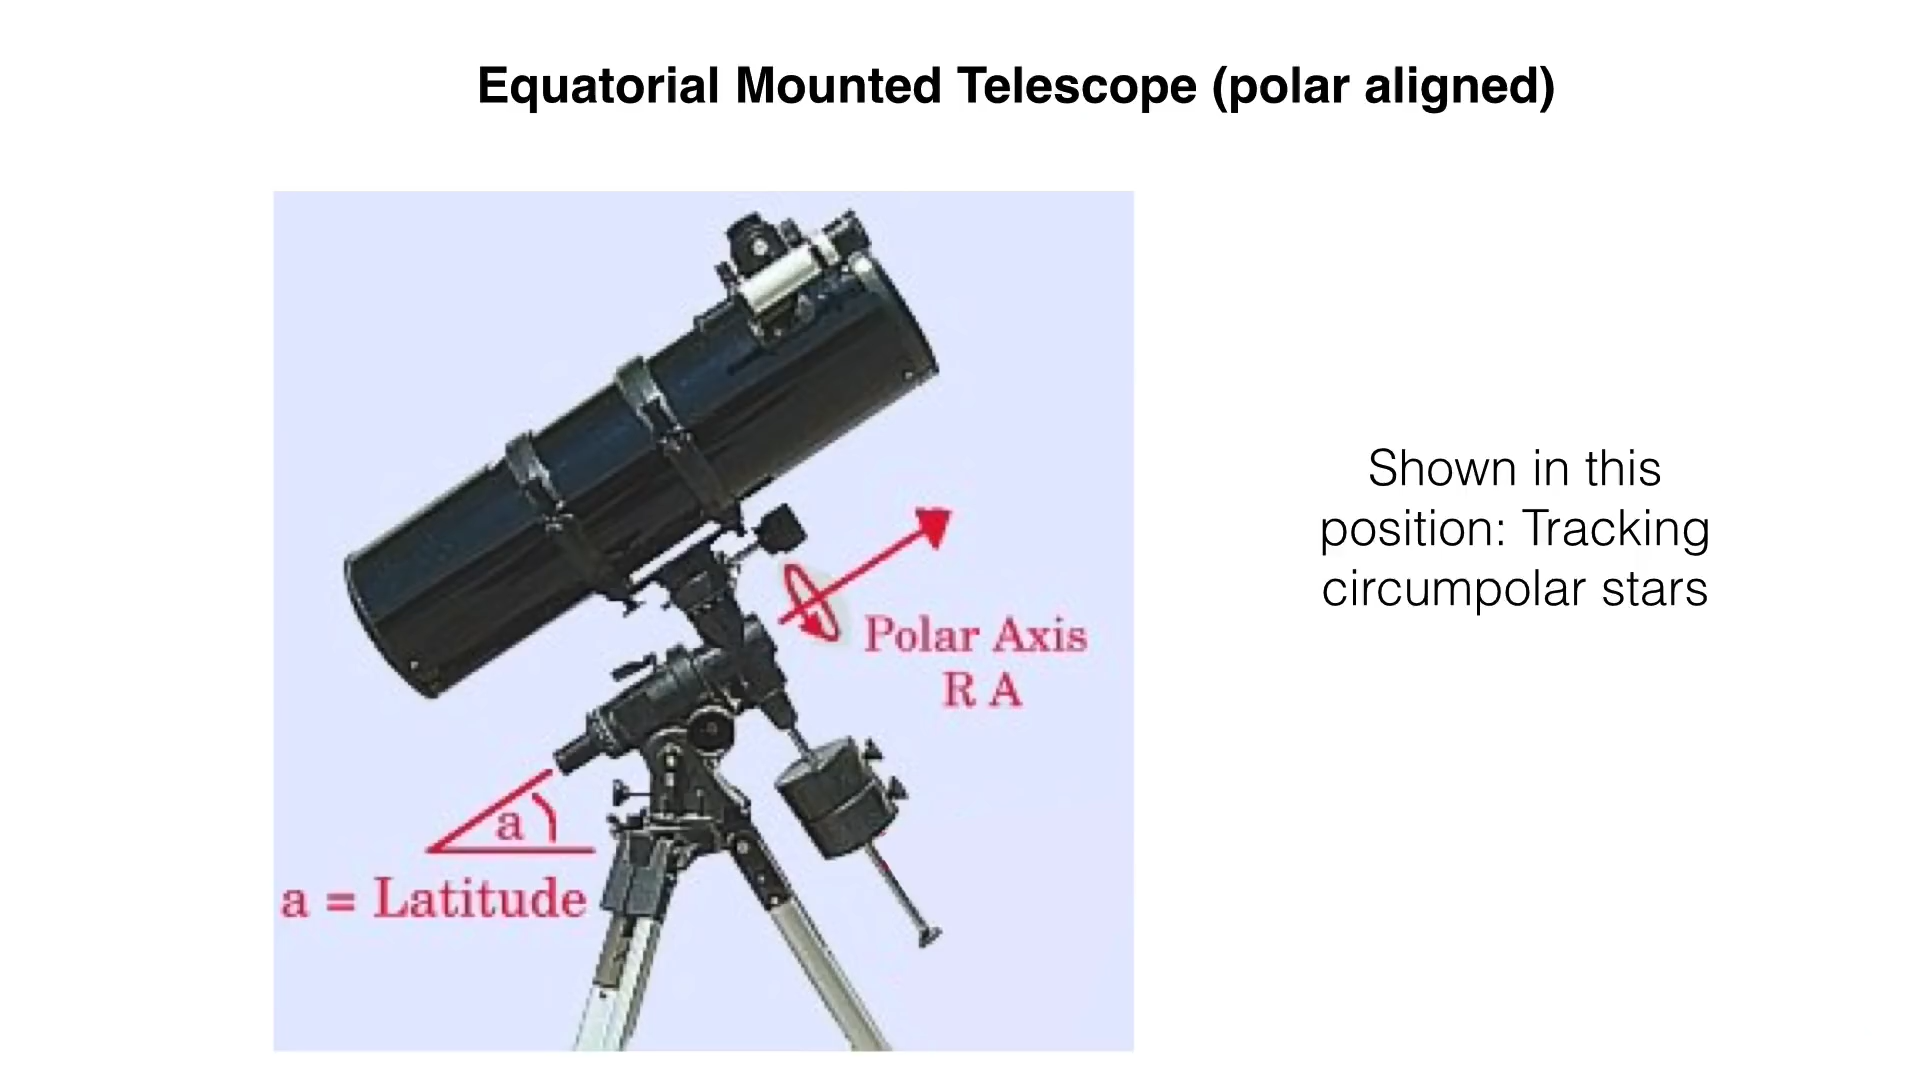 Equatorial Mounted Telescope (polar aligned)
Shown in this
position: Tracking
circumpolar stars
Polar Axis
R A
a
a = Latitude